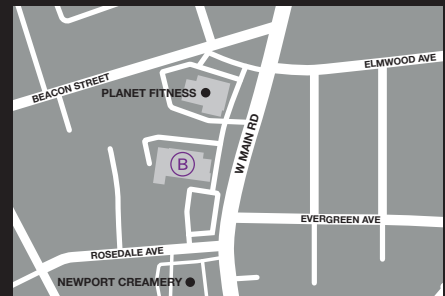 ELMWOOD AVE
BEACON STREET
PLANET FITNESS
W MAIN RD
B
EVERGREEN AVE
ROSEDALE AVE
NEWPORT CREAMERY